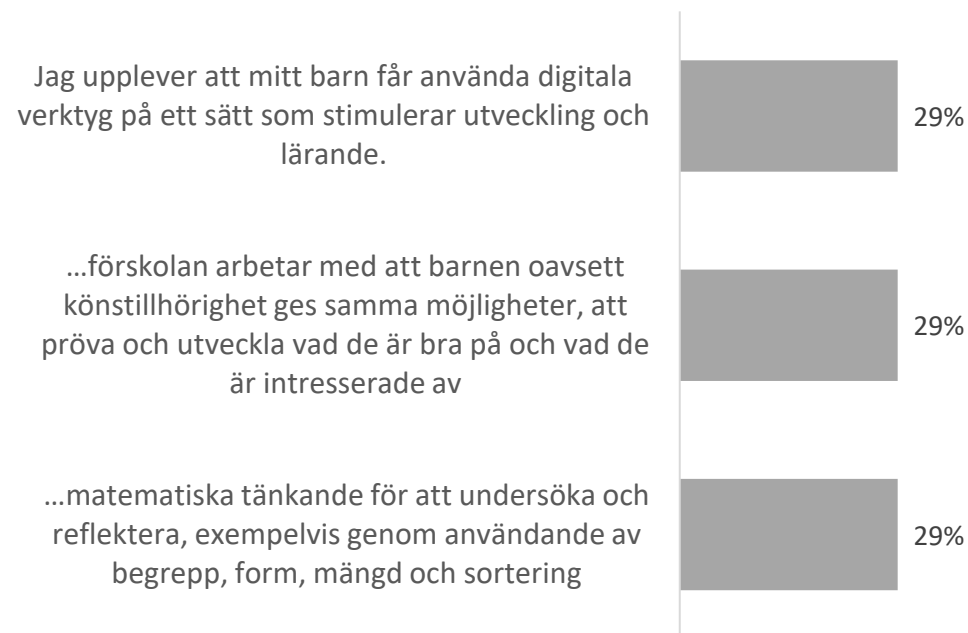 Jag upplever att mitt barn får använda digitala
verktyg på ett sätt som stimulerar utveckling och
lärande.
29%
…förskolan arbetar med att barnen oavsett
könstillhörighet ges samma möjligheter, att
pröva och utveckla vad de är bra på och vad de
är intresserade av
29%
…matematiska tänkande för att undersöka och
reflektera, exempelvis genom användande av
begrepp, form, mängd och sortering
29%